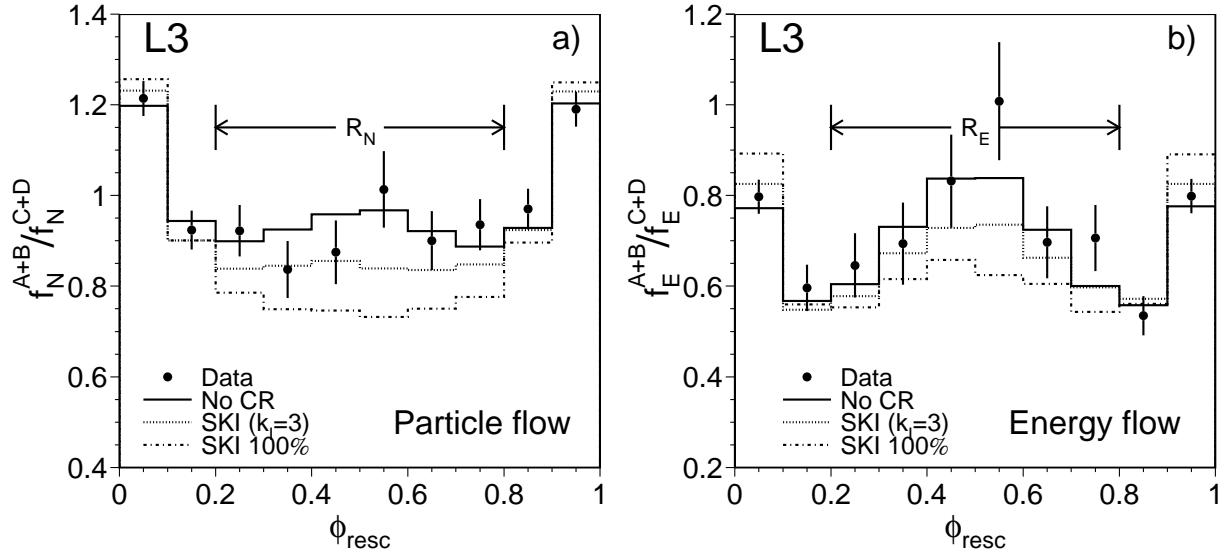 L3
a)
f_N^{A+B}/f_N^{C+D}
1.4
1.2
1
0.8
0.6
0.4
R_N
Data
No CR
SKI (k_I=3)
SKI 100%
Particle flow
0 0.2 0.4 0.6 0.8 1
ϕ_resc
L3
b)
f_E^{A+B}/f_E^{C+D}
1.2
1
0.8
0.6
0.4
0.2
R_E
Data
No CR
SKI (k_I=3)
SKI 100%
Energy flow
0 0.2 0.4 0.6 0.8 1
ϕ_resc